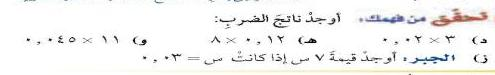 تحقق من فهمك: أوجدْ ناتجَ الضربِ:
د) ٣ × ٠,٠٢ هـ) ٠,١٢ × ٨ و) ١١ × ٠,٠٤٥
ز) الجبر: أوجدْ قيمةَ ٧ س إذا كانتْ س = ٠,٠٣